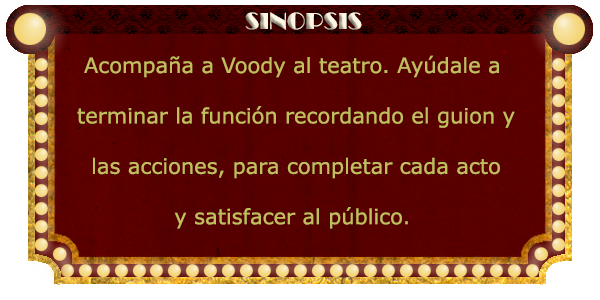 SINOPSIS
Acompaña a Voody al teatro. Ayúdale a
terminar la función recordando el guion y
las acciones, para completar cada acto
y satisfacer al público.